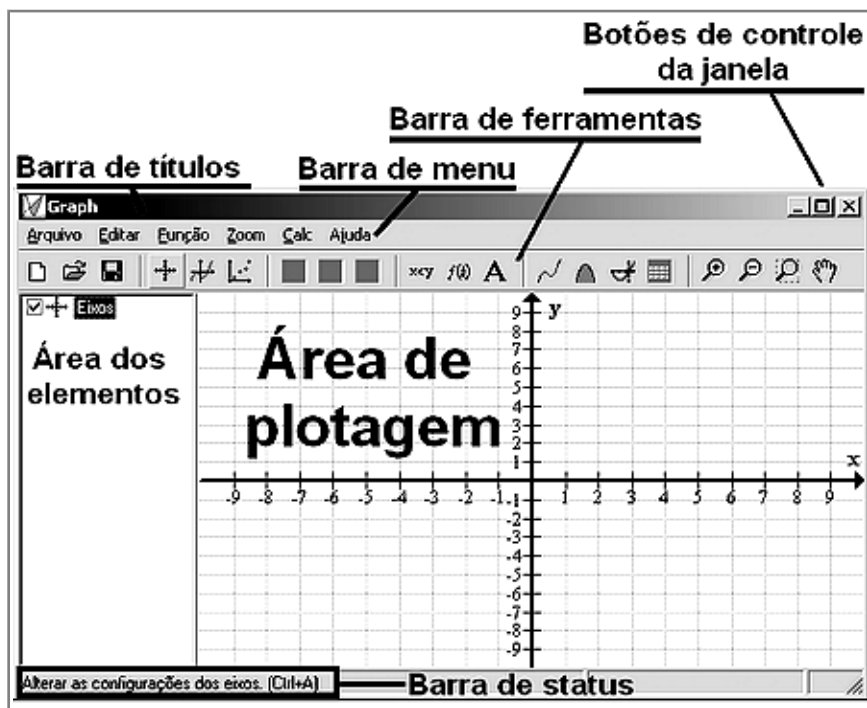 Botões de controle
da janela
Barra de ferramentas
Barra de títulos
Barra de menu
Graph
Arquivo Editar Função Zoom Calc Ajuda
x<y f(x) A
Eixos
Área dos
elementos
Área de
plotagem
y
9
8
7
6
5
4
3
2
1
x
-9 -8 -7 -6 -5 -4 -3 -2 -1 1 2 3 4 5 6 7 8 9
-1
-2
-3
-4
-5
-6
-7
-8
-9
Alterar as configurações dos eixos. (Ctrl+A)
Barra de status